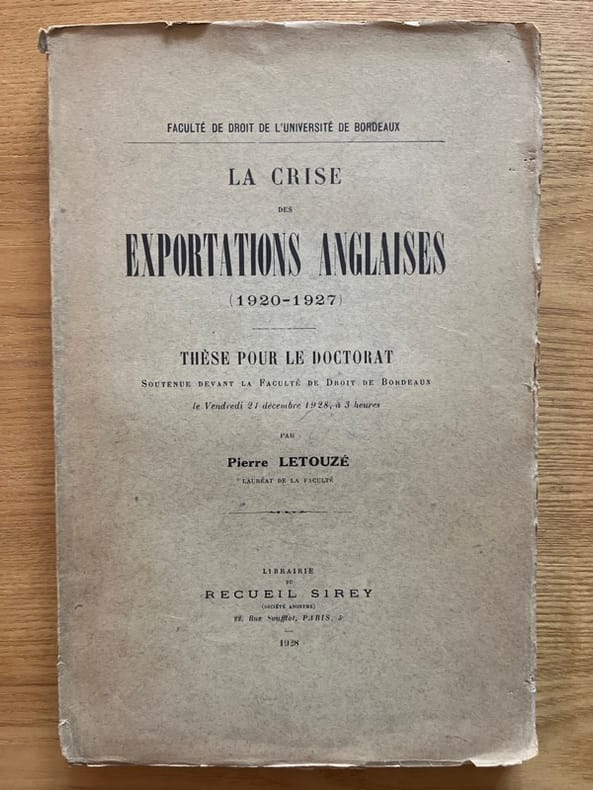 FACULTÉ DE DROIT DE L'UNIVERSITÉ DE BORDEAUX
LA CRISE
DES
EXPORTATIONS ANGLAISES
(1920-1927)
THÈSE POUR LE DOCTORAT
SOUTENUE DEVANT LA FACULTÉ DE DROIT DE BORDEAUX
le Vendredi 21 décembre 1928, à 3 heures
PAR
Pierre LETOUZÉ
LAURÉAT DE LA FACULTÉ
LIBRAIRIE
DU
RECUEIL SIREY
(SOCIÉTÉ ANONYME)
Rue Soufflot, PARIS, 5
1928